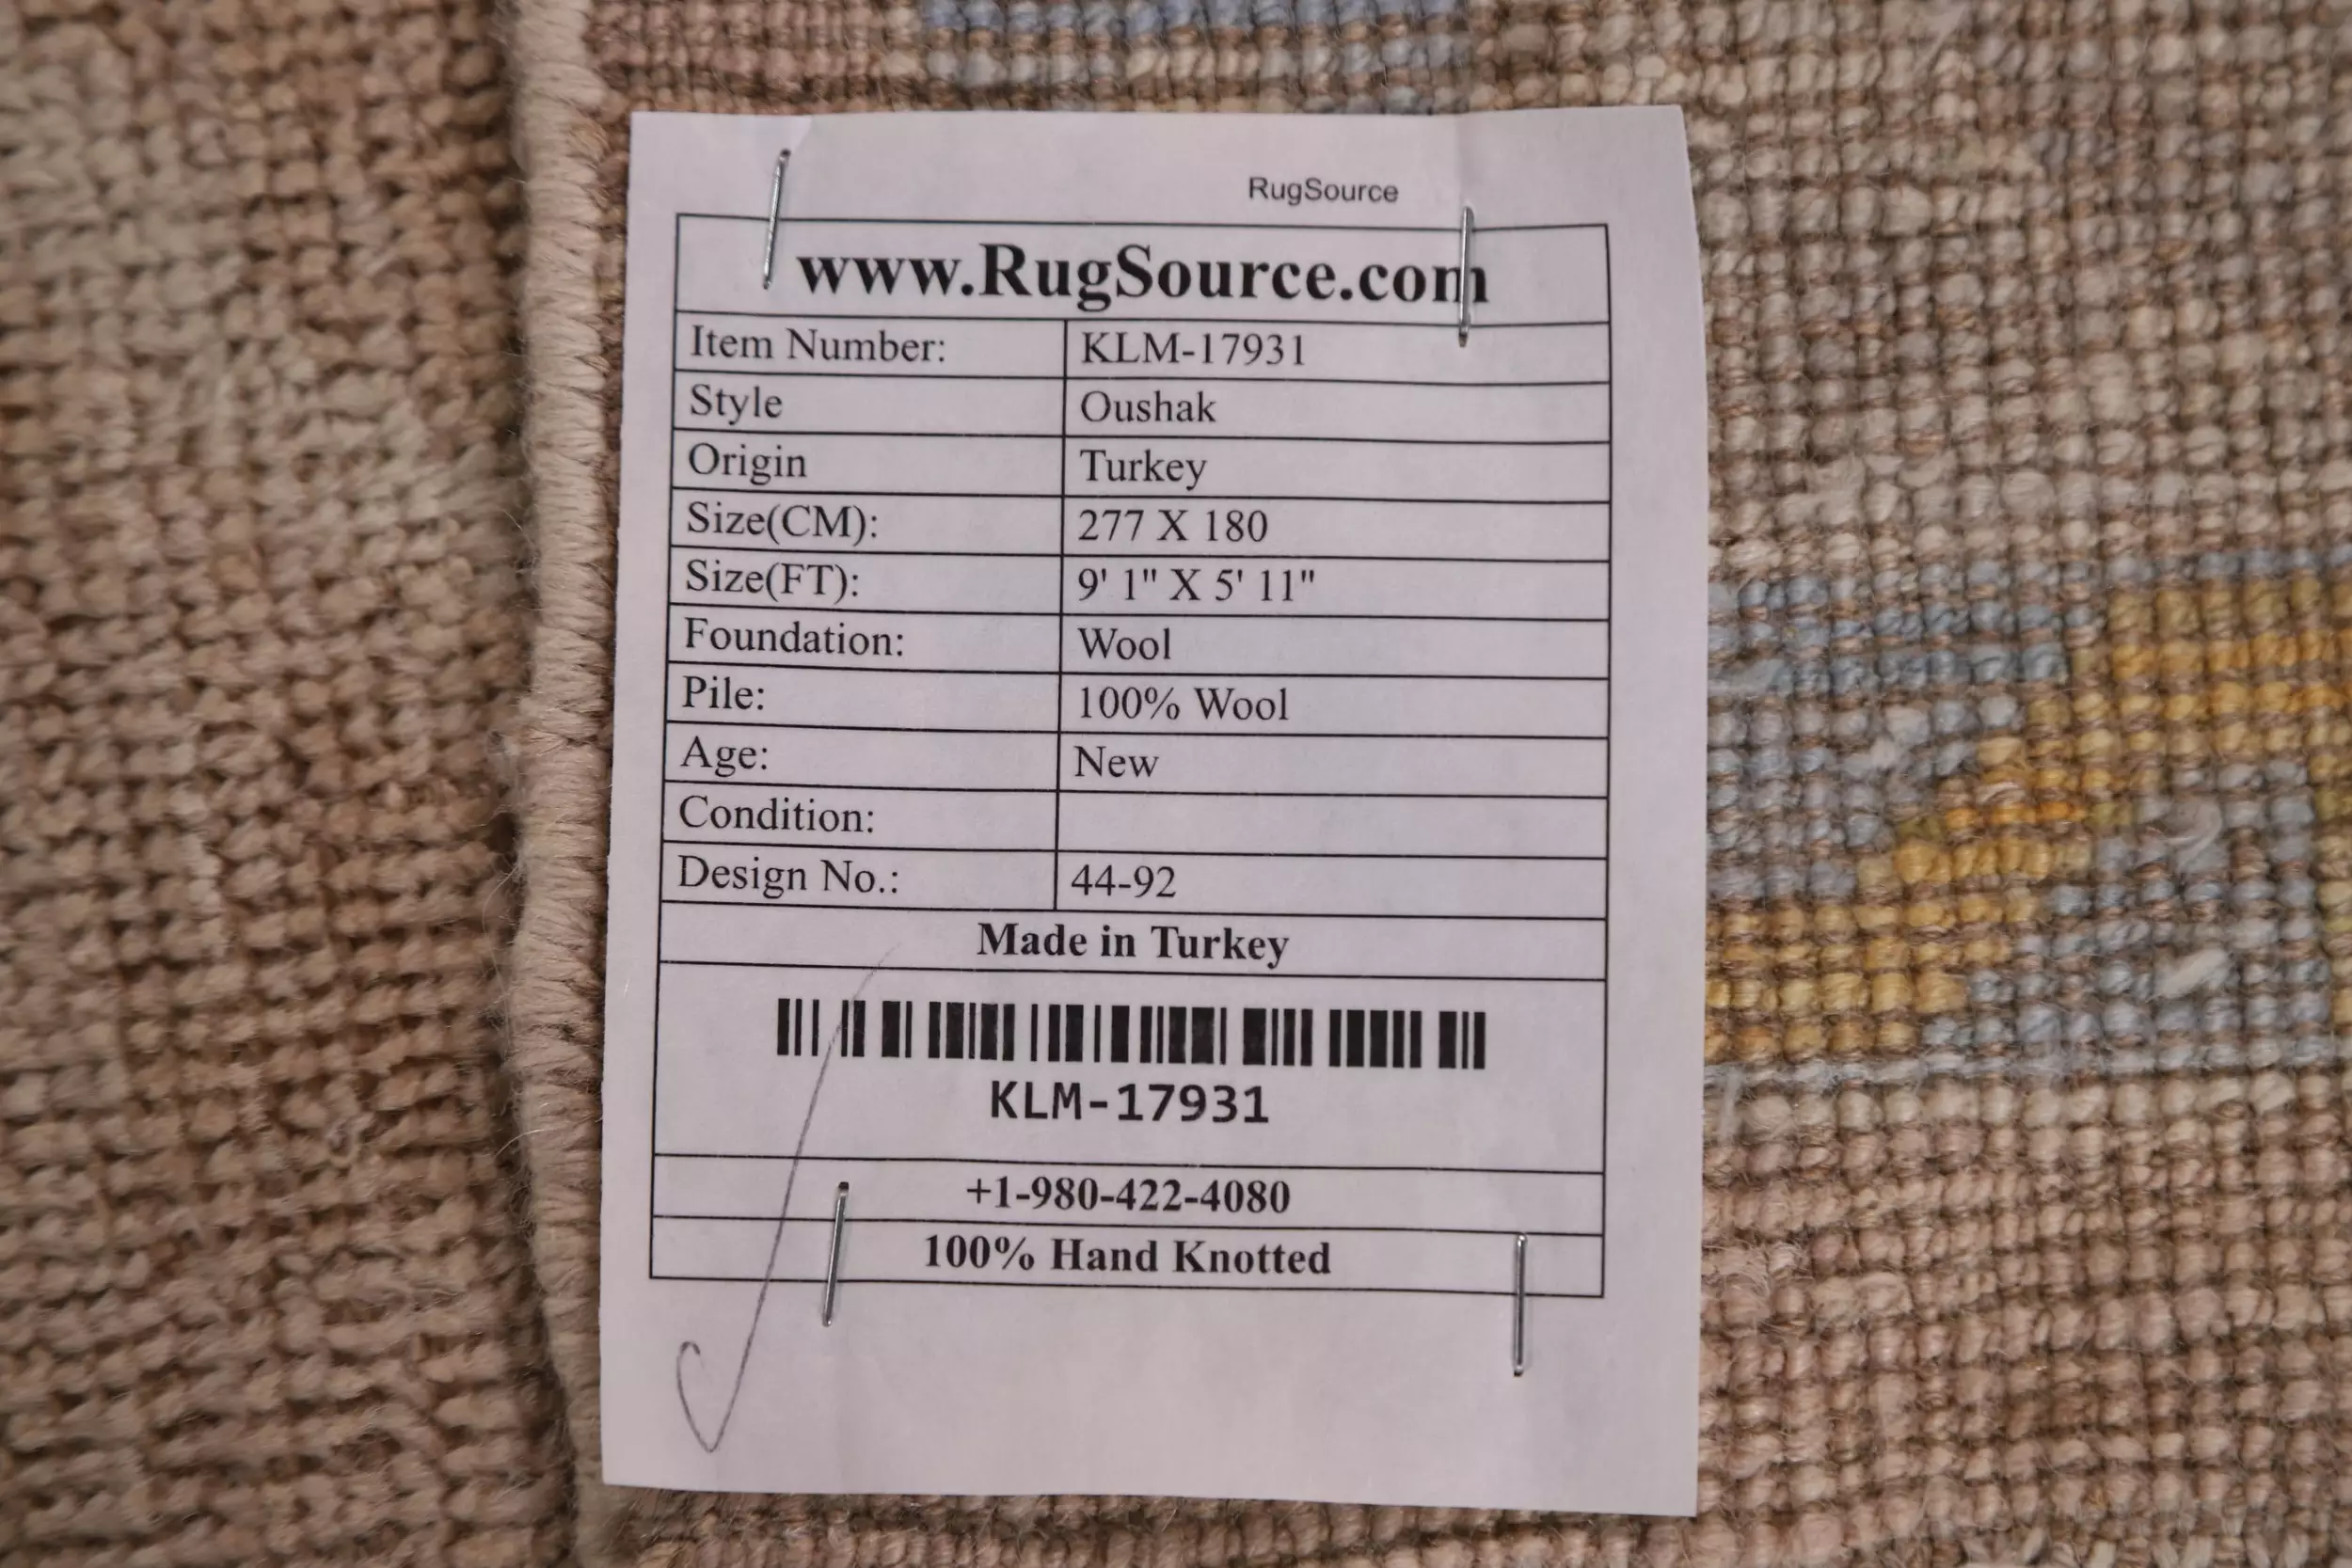 RugSource
www.RugSource.com
Item Number: KLM-17931
Style Oushak
Origin Turkey
Size(CM): 277 X 180
Size(FT): 9' 1" X 5' 11"
Foundation: Wool
Pile: 100% Wool
Age: New
Condition:
Design No.: 44-92
Made in Turkey
KLM-17931
+1-980-422-4080
100% Hand Knotted